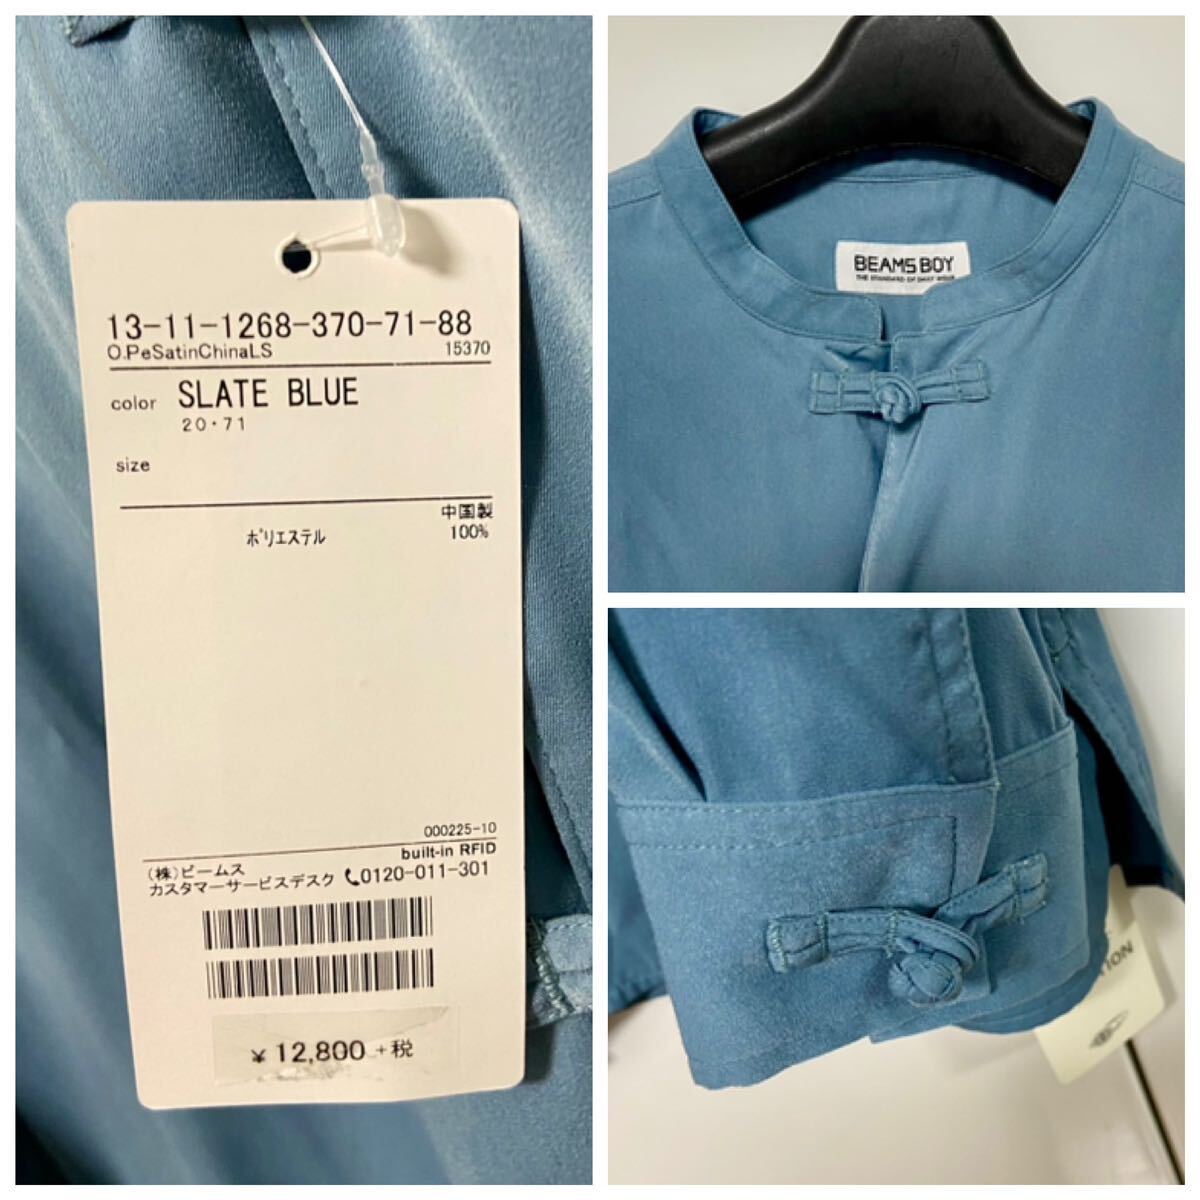 13-11-1268-370-71-88
O.PeSatinChinaLS 15370
color SLATE BLUE
20・71
size
中国製
ポリエステル 100%
000225-10
built-in RFID
(株)ビームス
カスタマーサービスデスク 0120-011-301
¥ 12,800 +税
BEAMS BOY
THE STANDARD OF